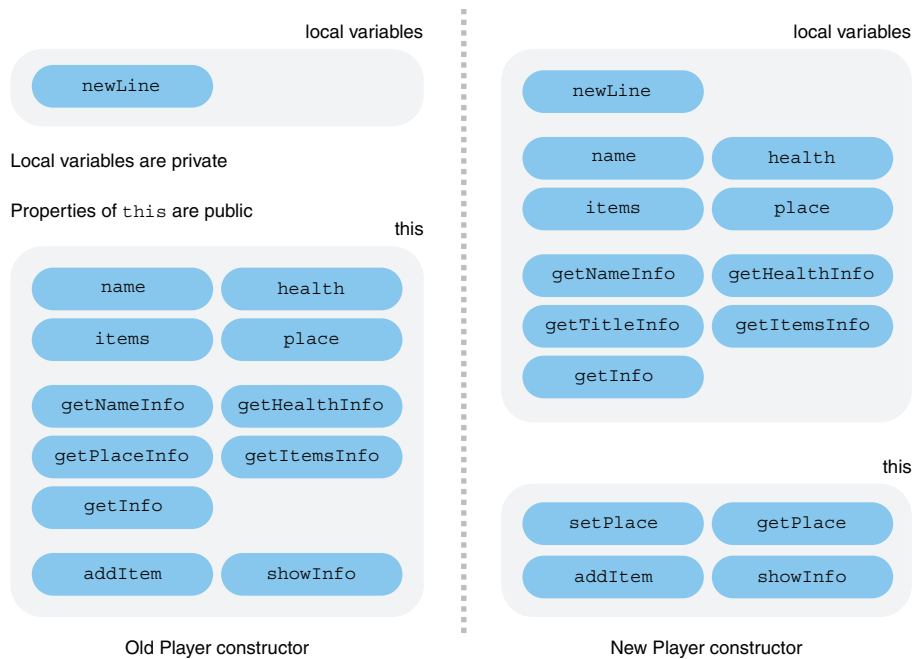 local variables
newLine
Local variables are private
Properties of this are public
this
name health
items place
getNameInfo getHealthInfo
getPlaceInfo getItemsInfo
getInfo
addItem showInfo
Old Player constructor
local variables
newLine
name health
items place
getNameInfo getHealthInfo
getTitleInfo getItemsInfo
getInfo
this
setPlace getPlace
addItem showInfo
New Player constructor